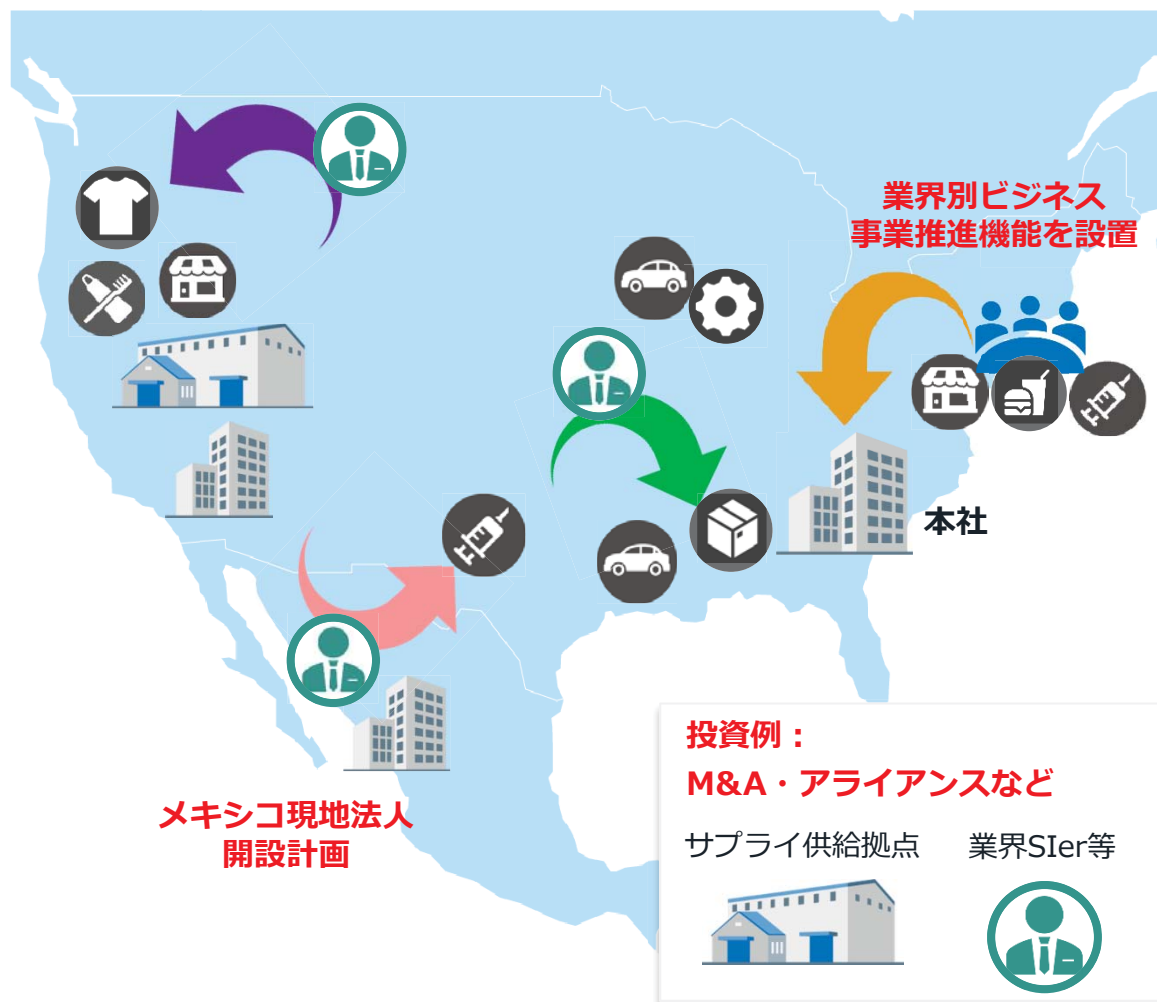 業界別ビジネス
事業推進機能を設置
本社
メキシコ現地法人
開設計画
投資例：
M&A・アライアンスなど
サプライ供給拠点
業界SIer等